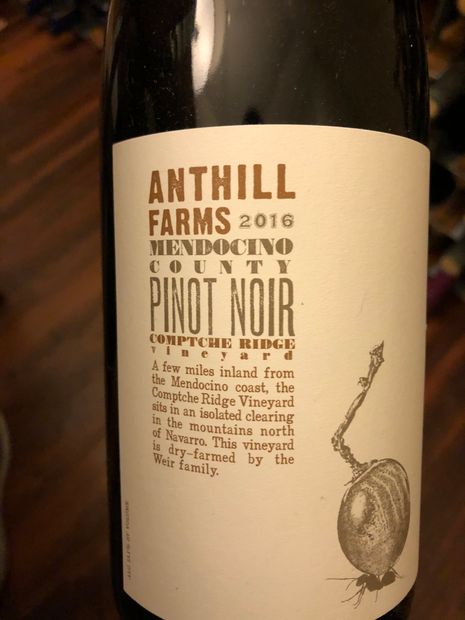 ANTHILL
FARMS 2016
MENDOCINO
COUNTY
PINOT NOIR
COMPTCHE RIDGE
vineyard
A few miles inland from
the Mendocino coast, the
Comptche Ridge Vineyard
sits in an isolated clearing
in the mountains north
of Navarro. This vineyard
is dry-farmed by the
Weir family.